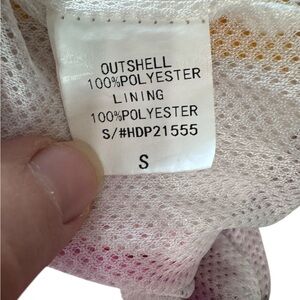 OUTSHELL
100%POLYESTER
LINING
100%POLYESTER
S/#HDP21555
S